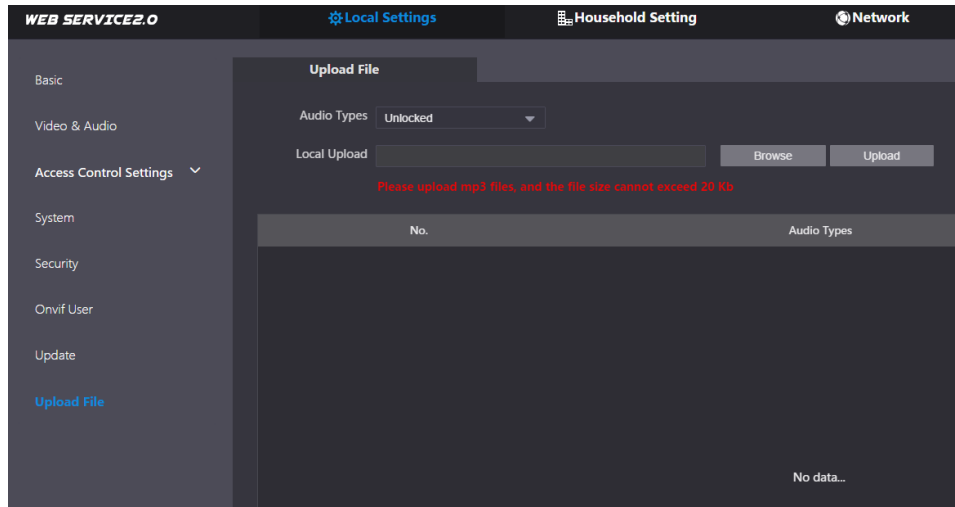 WEB SERVICE2.0
Local Settings
Household Setting
Network
Basic
Video & Audio
Access Control Settings
System
Security
Onvif User
Update
Upload File
Upload File
Audio Types
Unlocked
Local Upload
Browse
Upload
Please upload mp3 files, and the file size cannot exceed 20 Kb
No.
Audio Types
No data...